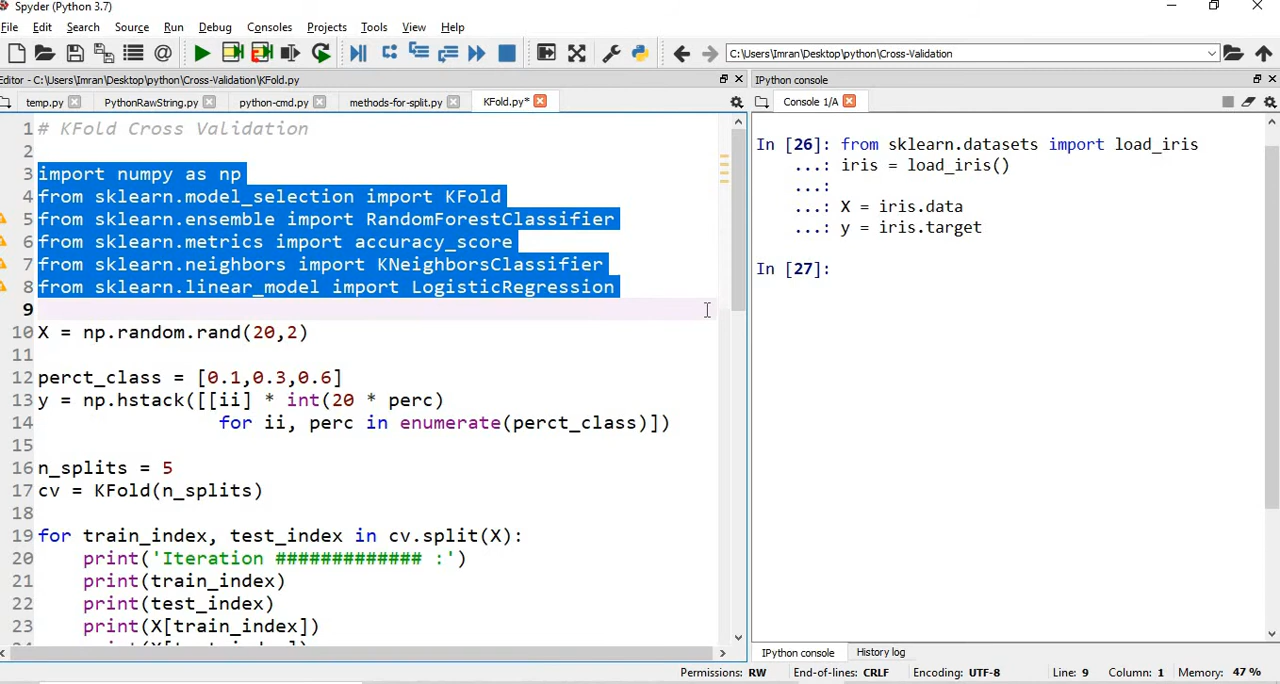 Spyder (Python 3.7)
File Edit Search Source Run Debug Consoles Projects Tools View Help
C:\Users\Imran\Desktop\python\Cross-Validation
Editor - C:\Users\Imran\Desktop\python\Cross-Validation\KFold.py
IPython console
temp.py PythonRawString.py python-cmd.py methods-for-split.py KFold.py*
Console 1/A
1 # KFold Cross Validation
2
3 import numpy as np
4 from sklearn.model_selection import KFold
5 from sklearn.ensemble import RandomForestClassifier
6 from sklearn.metrics import accuracy_score
7 from sklearn.neighbors import KNeighborsClassifier
8 from sklearn.linear_model import LogisticRegression
9
10 X = np.random.rand(20,2)
11
12 perct_class = [0.1,0.3,0.6]
13 y = np.hstack([[ii] * int(20 * perc)
14 for ii, perc in enumerate(perct_class)])
15
16 n_splits = 5
17 cv = KFold(n_splits)
18
19 for train_index, test_index in cv.split(X):
20 print('Iteration ############# :')
21 print(train_index)
22 print(test_index)
23 print(X[train_index])
In [26]: from sklearn.datasets import load_iris
...: iris = load_iris()
...:
...: X = iris.data
...: y = iris.target
In [27]:
IPython console History log
Permissions: RW End-of-lines: CRLF Encoding: UTF-8 Line: 9 Column: 1 Memory: 47 %